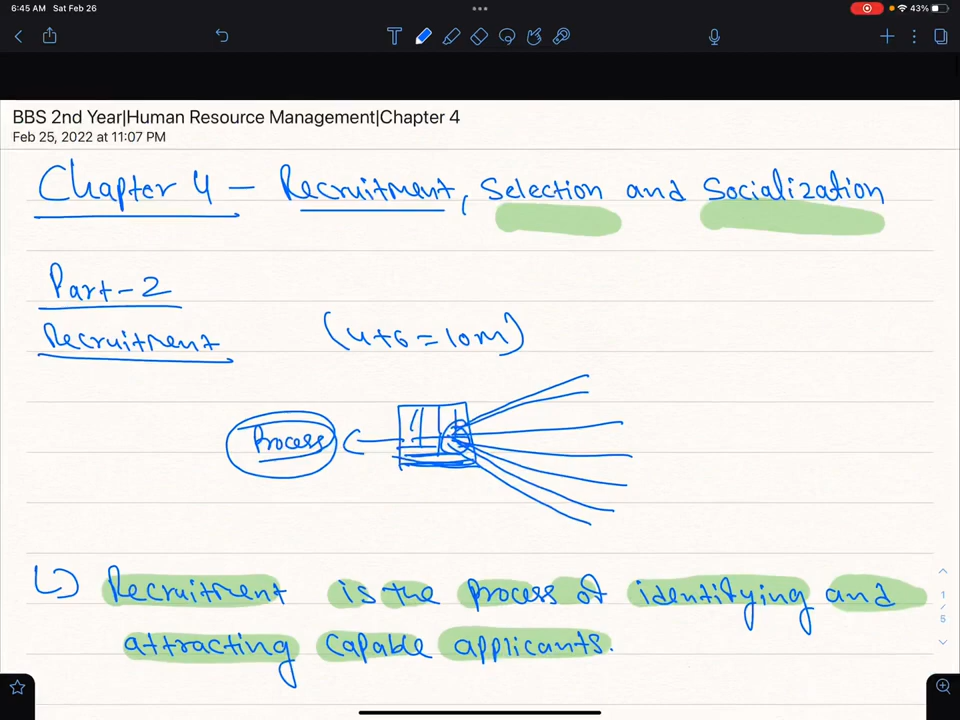 6:45 AM Sat Feb 26
43%
BBS 2nd Year|Human Resource Management|Chapter 4
Feb 25, 2022 at 11:07 PM
Chapter 4 – Recruitment, Selection and Socialization
Part-2
Recruitment (4+6=10M)
Process
Recruitment is the process of identifying and
attracting capable applicants.
1
/
5